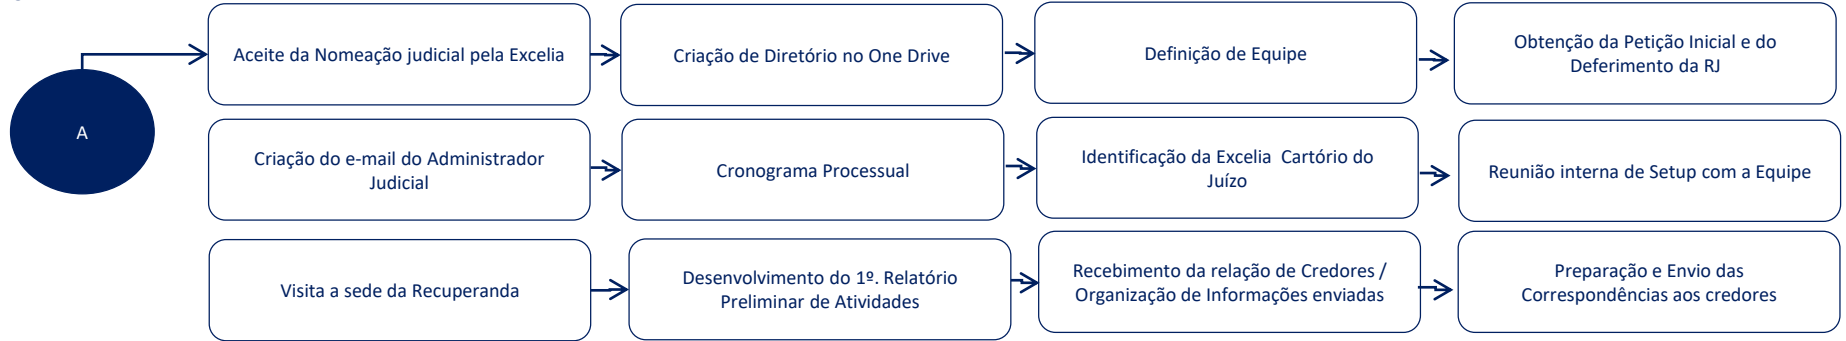 A
Aceite da Nomeação judicial pela Excelia
Criação de Diretório no One Drive
Definição de Equipe
Obtenção da Petição Inicial e do
Deferimento da RJ
Criação do e-mail do Administrador
Judicial
Cronograma Processual
Identificação da Excelia Cartório do
Juízo
Reunião interna de Setup com a Equipe
Visita a sede da Recuperanda
Desenvolvimento do 1º. Relatório
Preliminar de Atividades
Recebimento da relação de Credores /
Organização de Informações enviadas
Preparação e Envio das
Correspondências aos credores